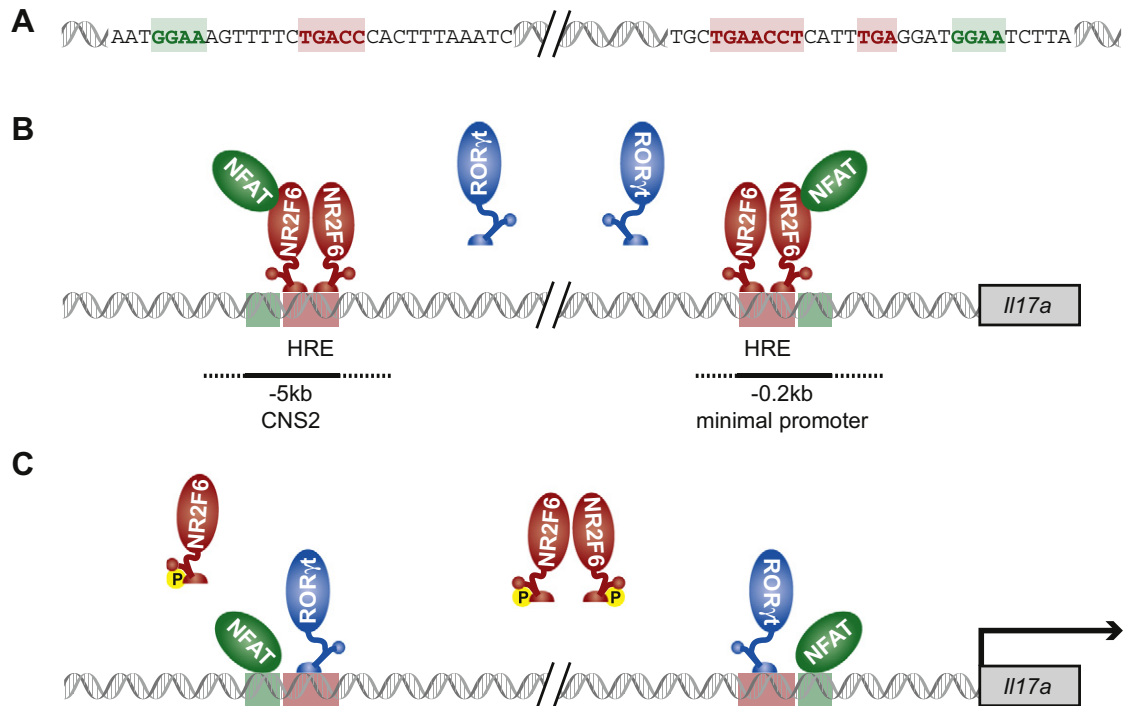 A
AATGGAAAGTTTTCTGACCCACTTTAAATC
TGCTGAACCTCATTTGAGGATGGAATCTTA
B
NFAT
NR2F6
NR2F6
RORγt
RORγt
NR2F6
NR2F6
NFAT
Il17a
HRE
HRE
-5kb
-0.2kb
CNS2
minimal promoter
C
NR2F6
P
NFAT
RORγt
NR2F6
NR2F6
P
P
RORγt
NFAT
Il17a